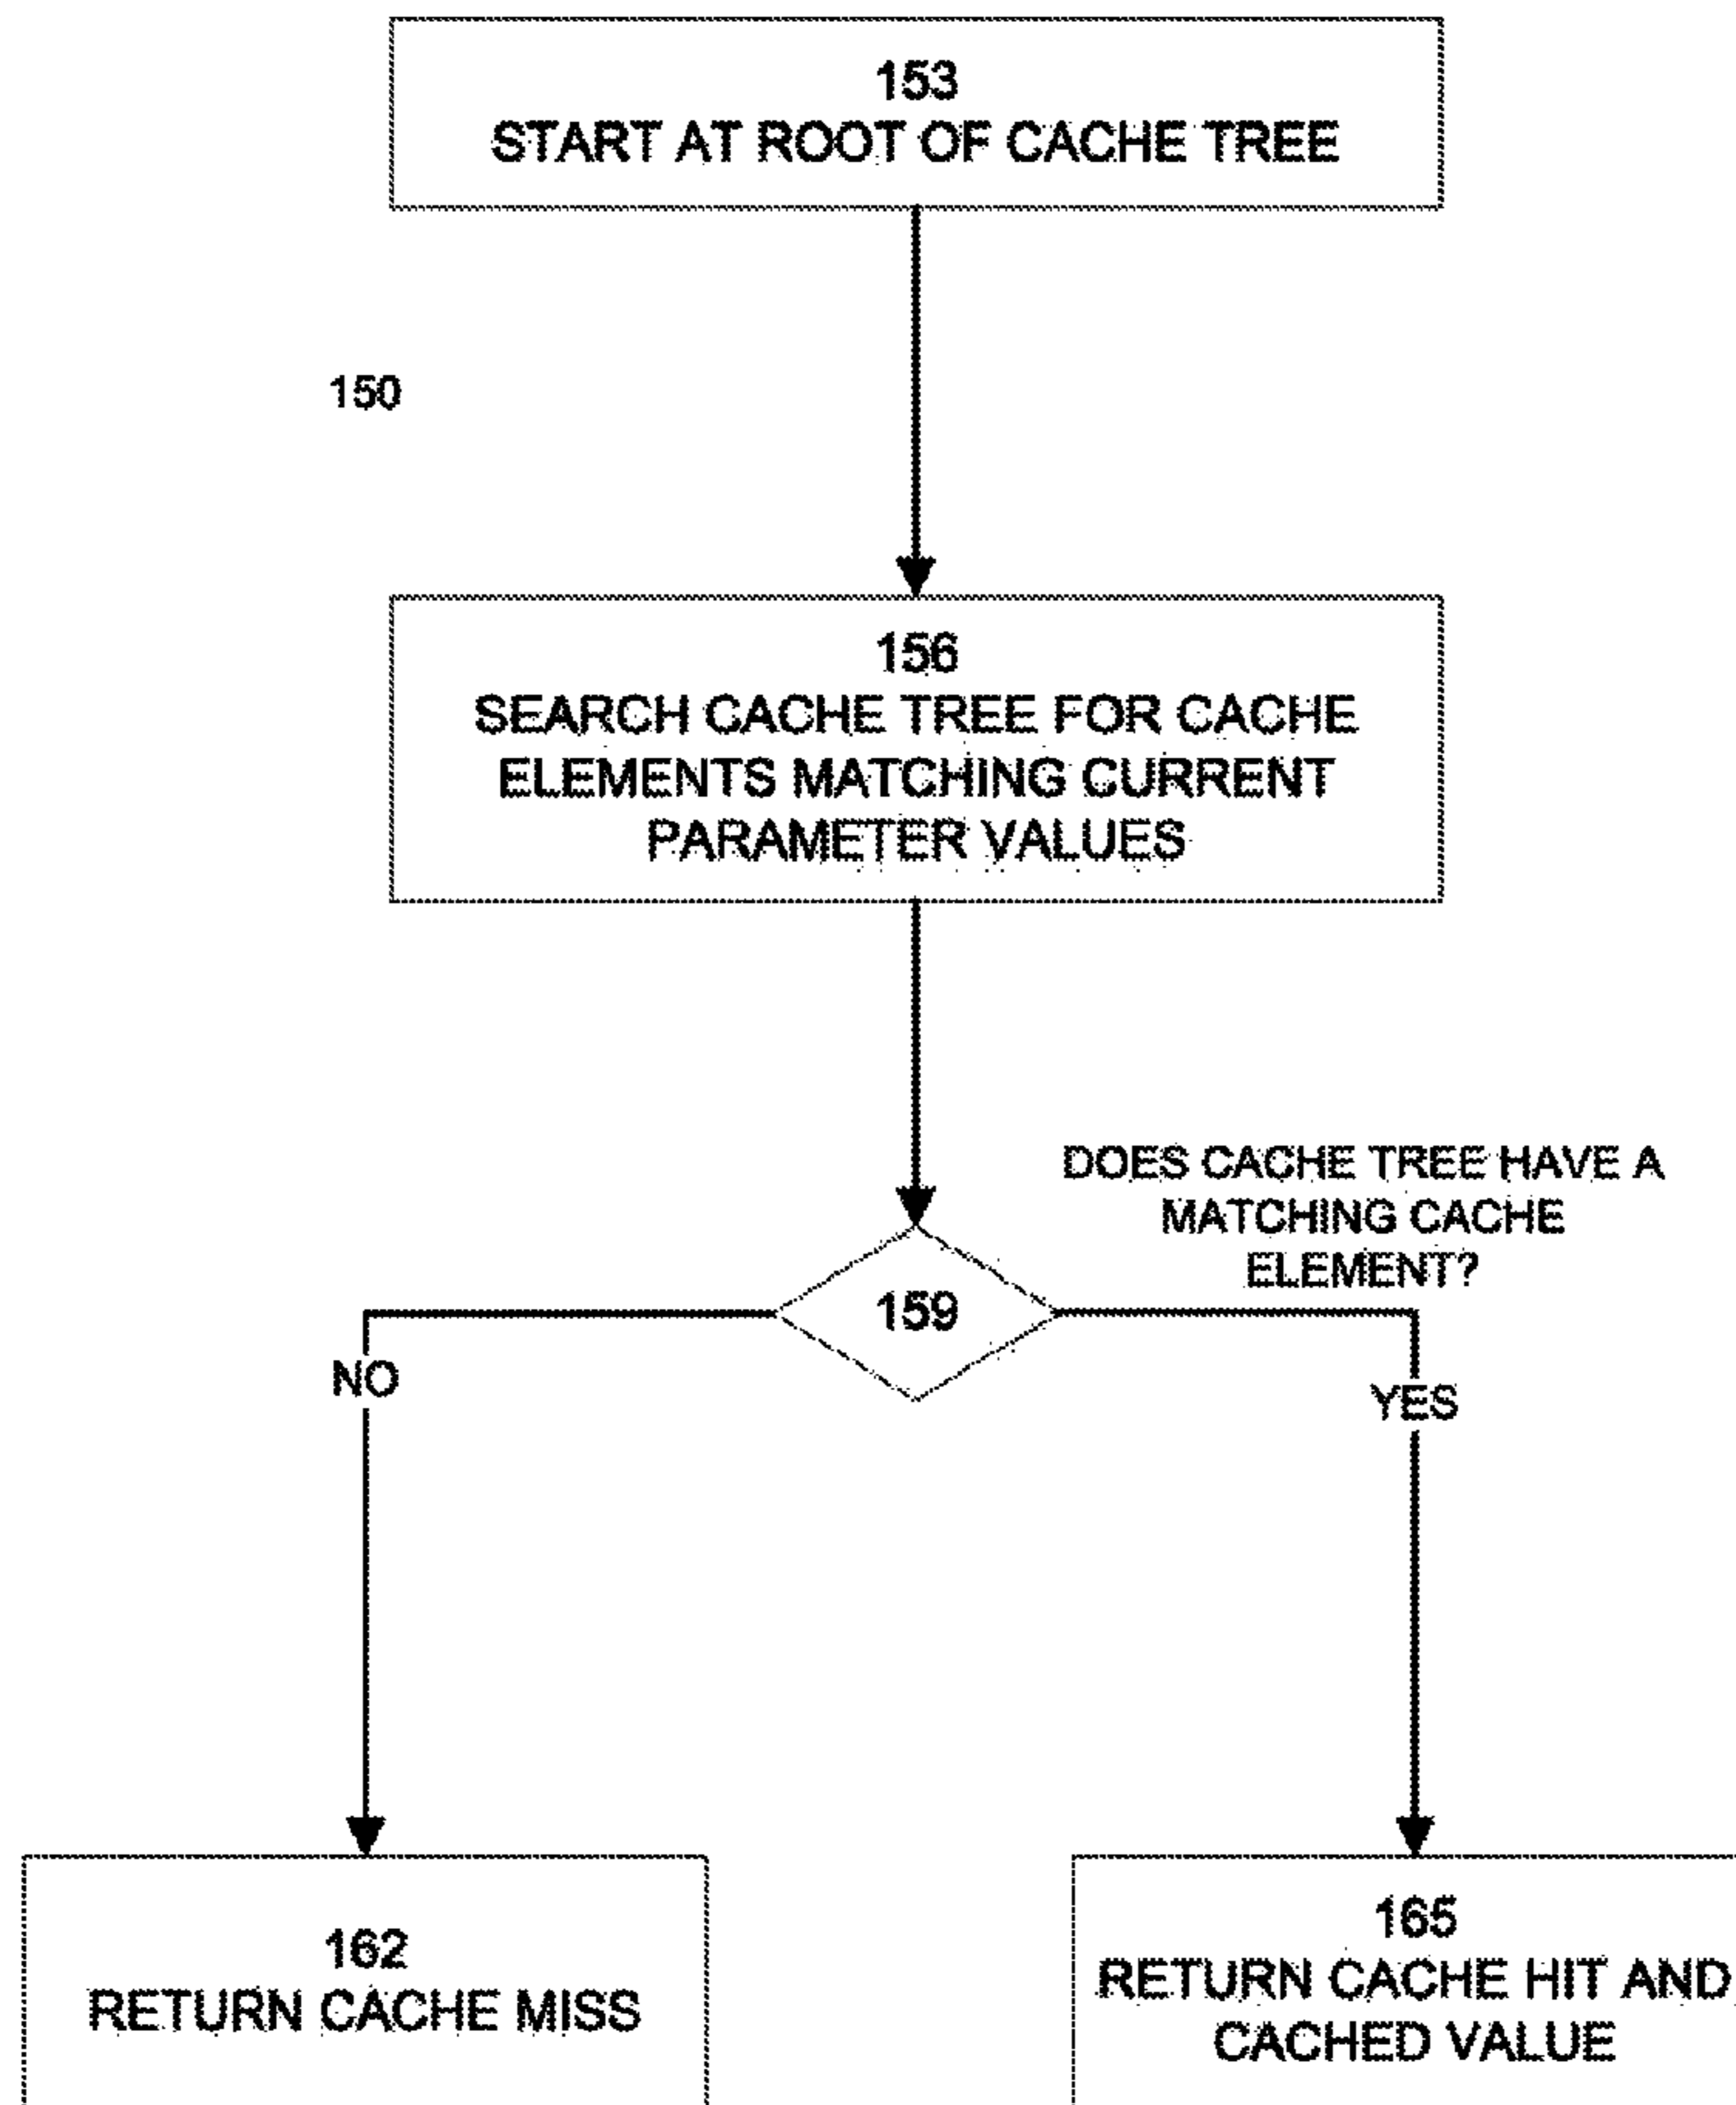 153
START AT ROOT OF CACHE TREE
150
156
SEARCH CACHE TREE FOR CACHE
ELEMENTS MATCHING CURRENT
PARAMETER VALUES
DOES CACHE TREE HAVE A
MATCHING CACHE
ELEMENT?
159
NO
YES
162
RETURN CACHE MISS
165
RETURN CACHE HIT AND
CACHED VALUE